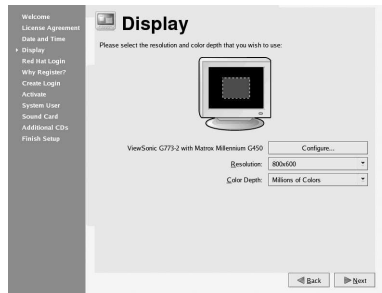 Welcome
License Agreement
Date and Time
Display
Red Hat Login
Why Register?
Create Login
Activate
System User
Sound Card
Additional CDs
Finish Setup
Display
Please select the resolution and color depth that you wish to use:
ViewSonic G773-2 with Matrox Millennium G450
Configure...
Resolution: 800x600
Color Depth: Millions of Colors
Back
Next